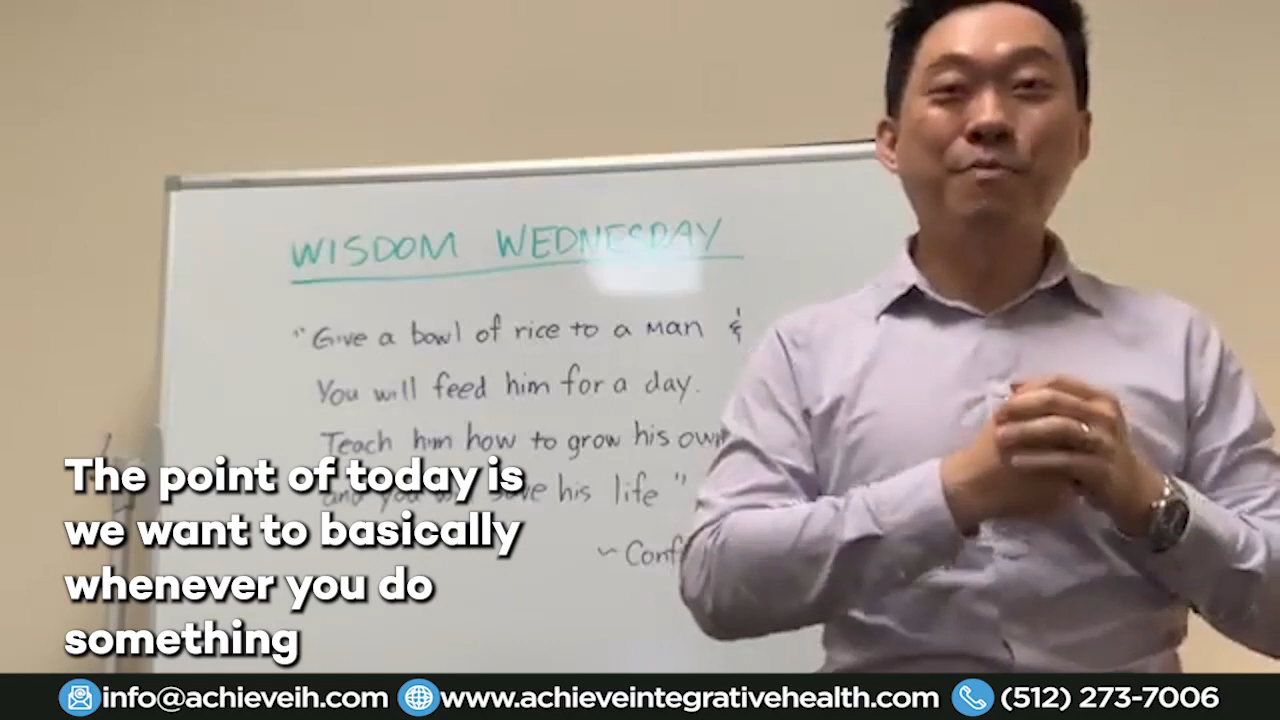 WISDOM WEDNESDAY
"Give a bowl of rice to a man &
You will feed him for a day.
Teach him how to grow his own
his life"
~ Conf
The point of today is
we want to basically
whenever you do
something
info@achieveih.com www.achieveintegrativehealth.com (512) 273-7006